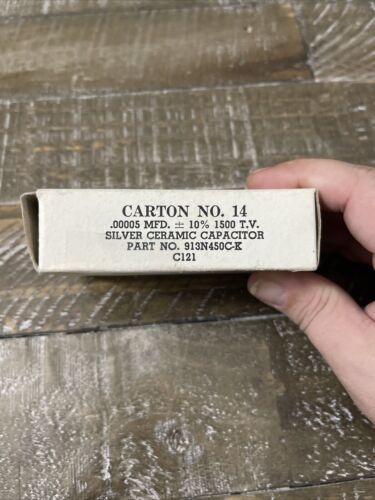 CARTON NO. 14
.00005 MFD. ± 10% 1500 T.V.
SILVER CERAMIC CAPACITOR
PART NO. 913N450C-K
C121